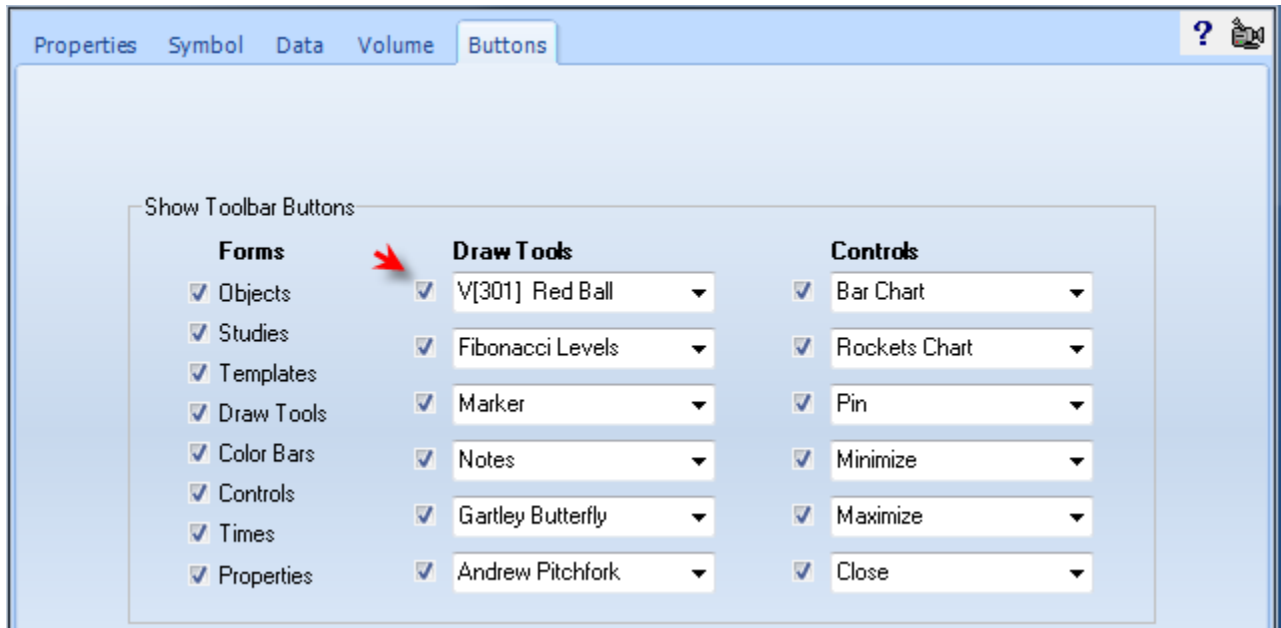 Properties Symbol Data Volume Buttons ?
Show Toolbar Buttons
Forms Draw Tools Controls
Objects V[301] Red Ball Bar Chart
Studies Fibonacci Levels Rockets Chart
Templates
Draw Tools Marker Pin
Color Bars Notes Minimize
Controls
Times Gartley Butterfly Maximize
Properties Andrew Pitchfork Close